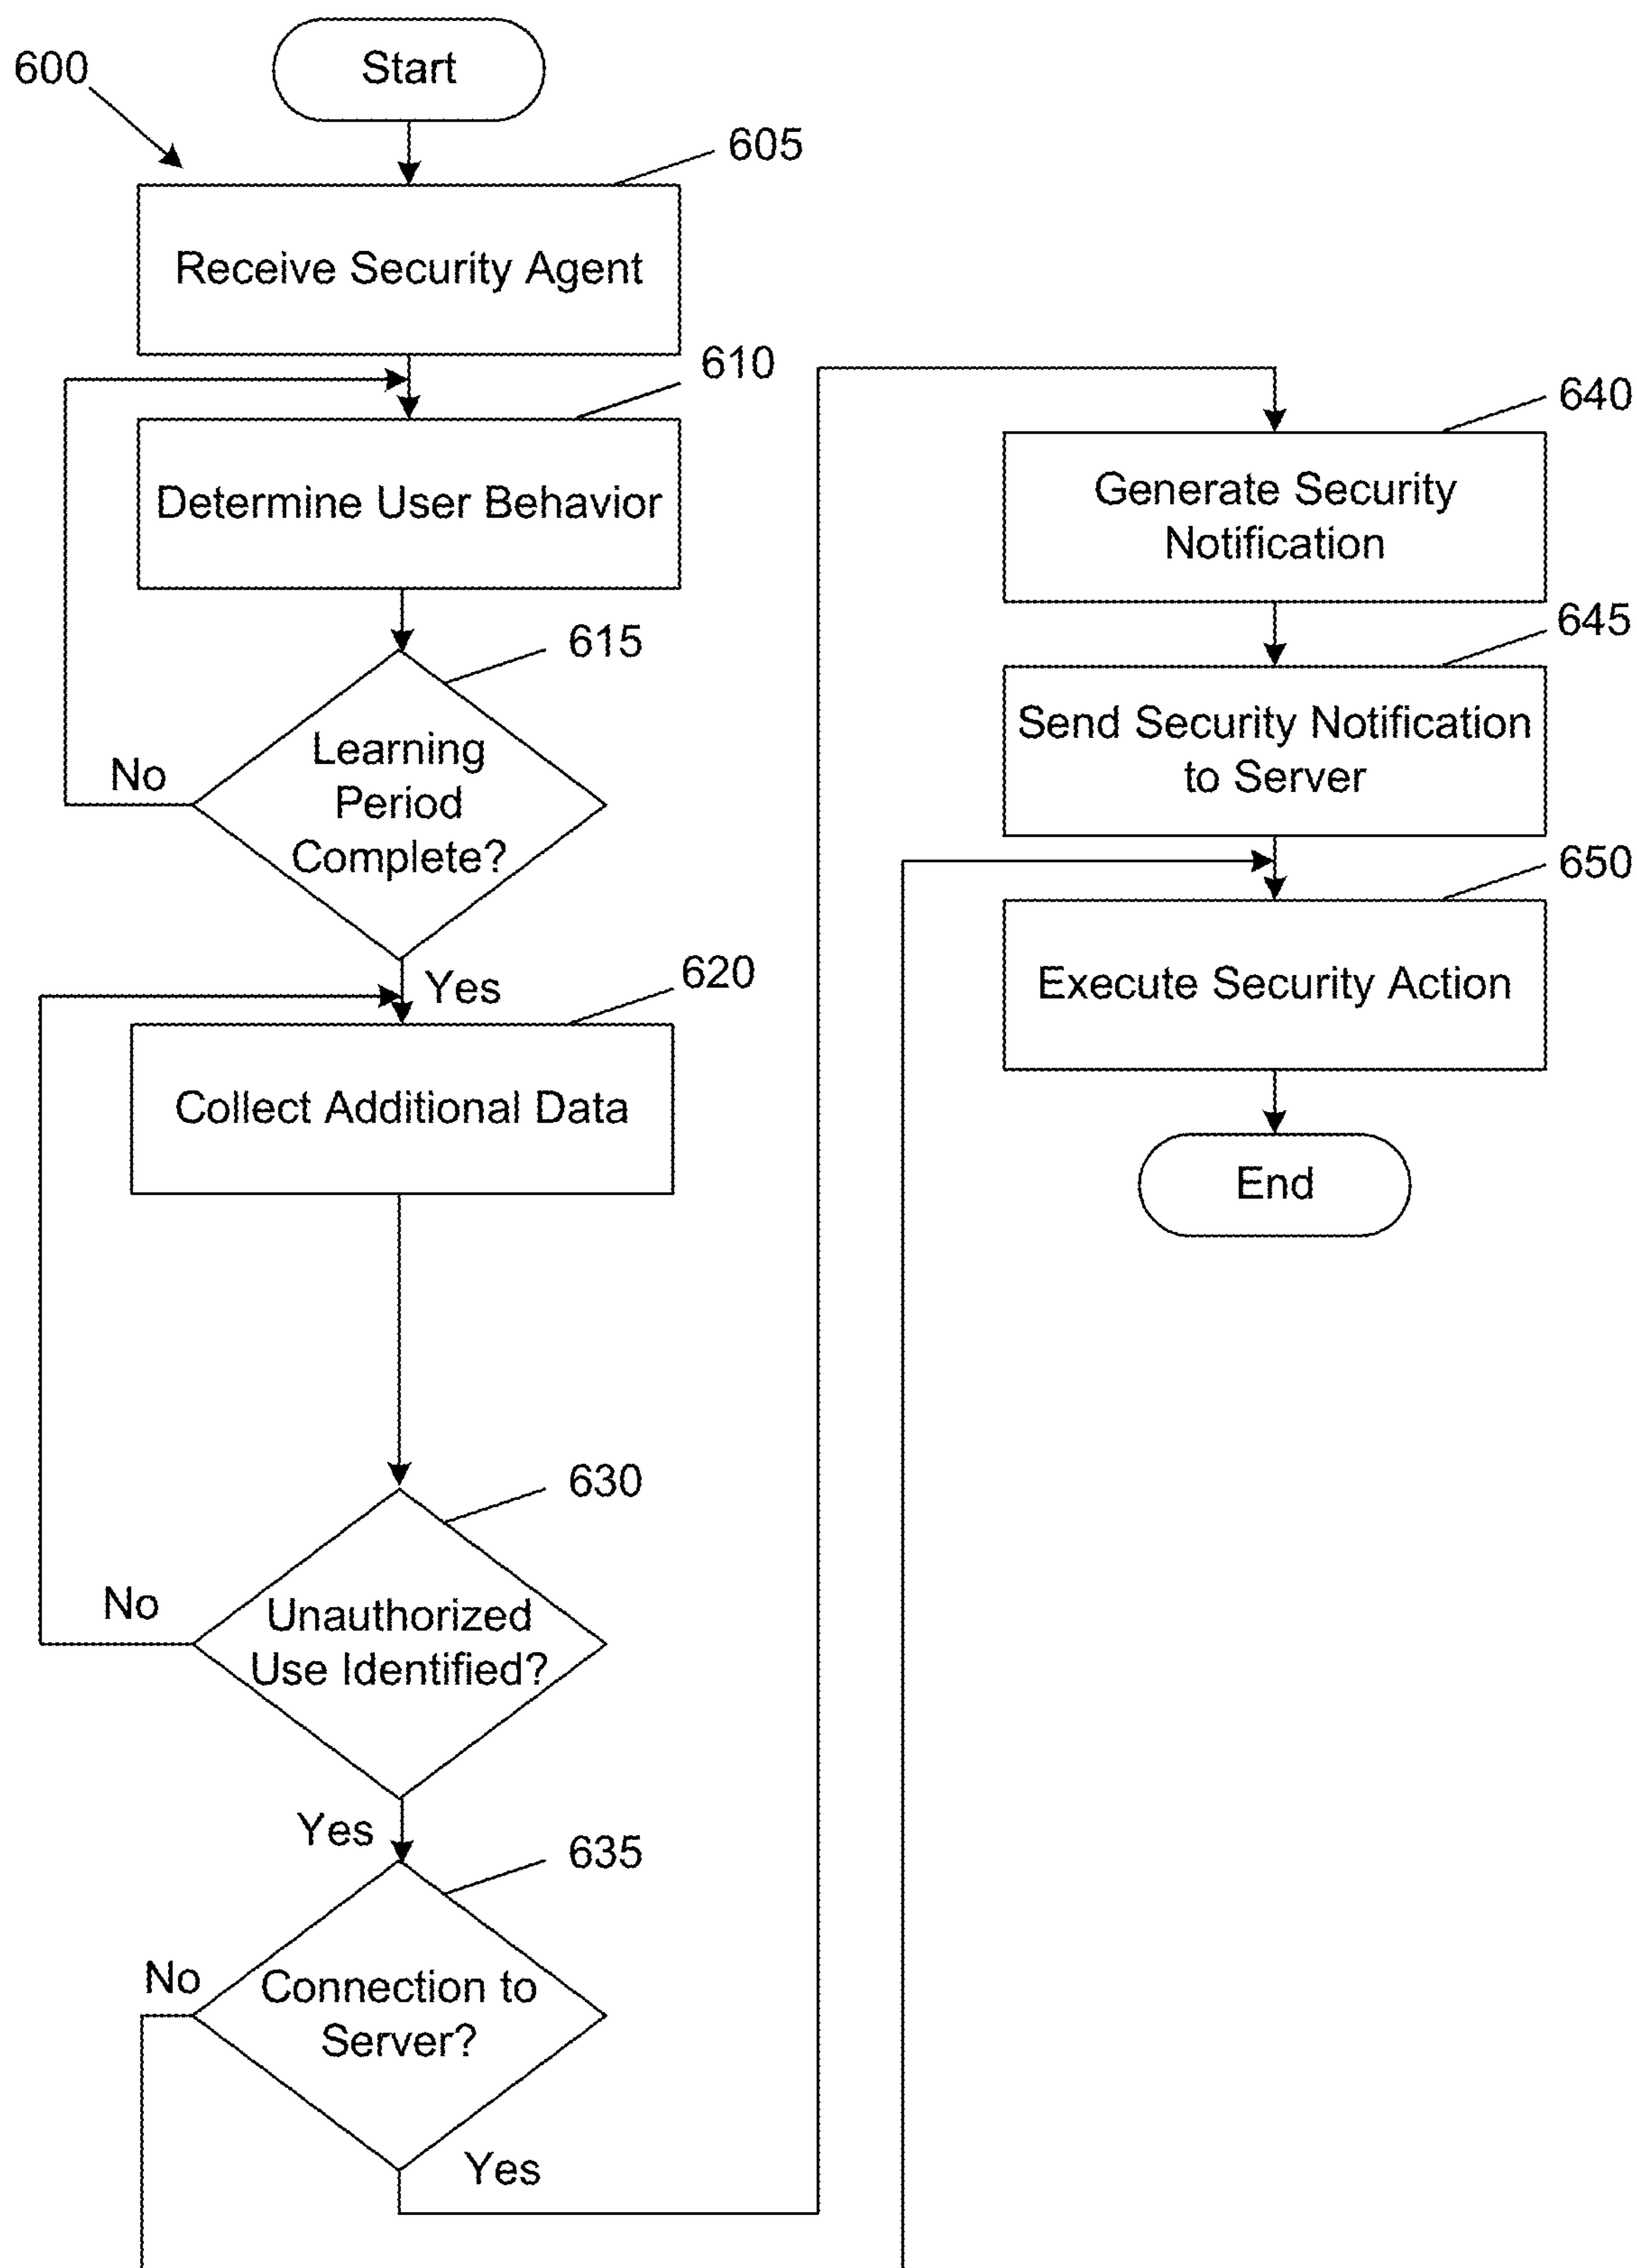 600
Start
605
Receive Security Agent
610
Determine User Behavior
615
Learning
Period
Complete?
No
Yes
620
Collect Additional Data
630
Unauthorized
Use Identified?
No
Yes
635
Connection to
Server?
No
Yes
640
Generate Security
Notification
645
Send Security Notification
to Server
650
Execute Security Action
End